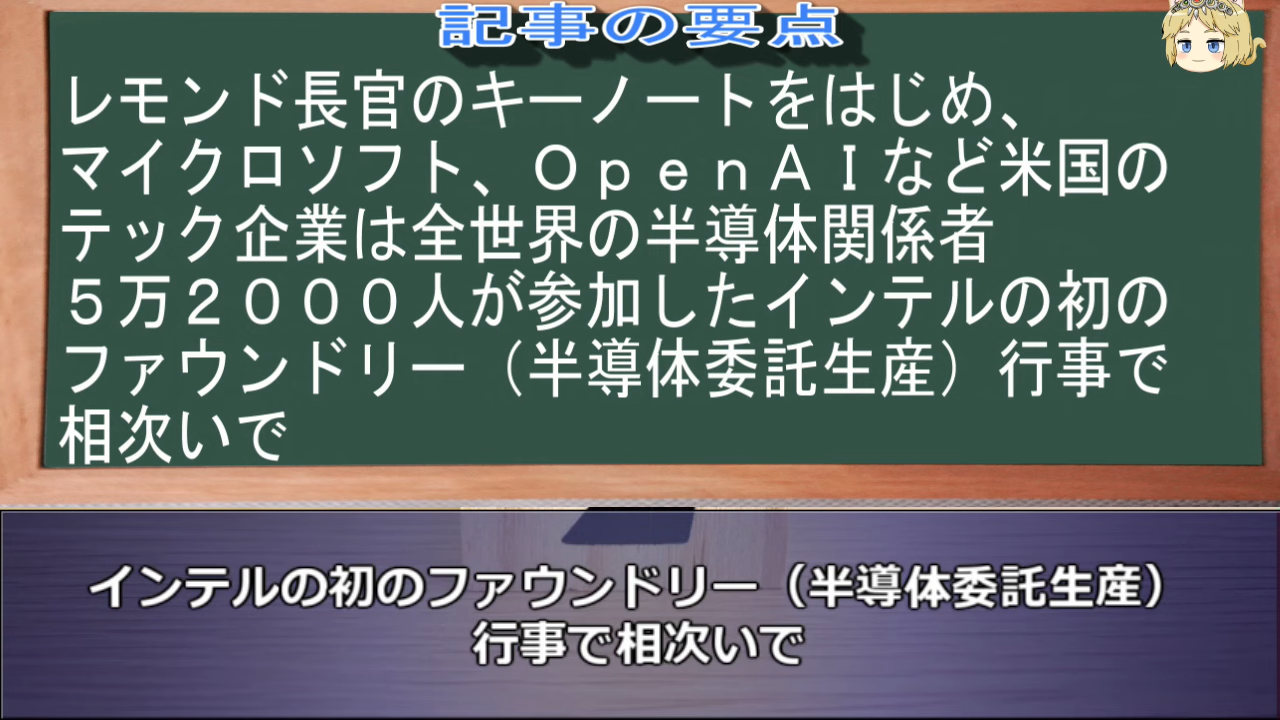 記事の要点
レモンド長官のキーノートをはじめ、
マイクロソフト、ＯｐｅｎＡＩなど米国の
テック企業は全世界の半導体関係者
５万２０００人が参加したインテルの初の
ファウンドリー（半導体委託生産）行事で
相次いで
インテルの初のファウンドリー（半導体委託生産）
行事で相次いで